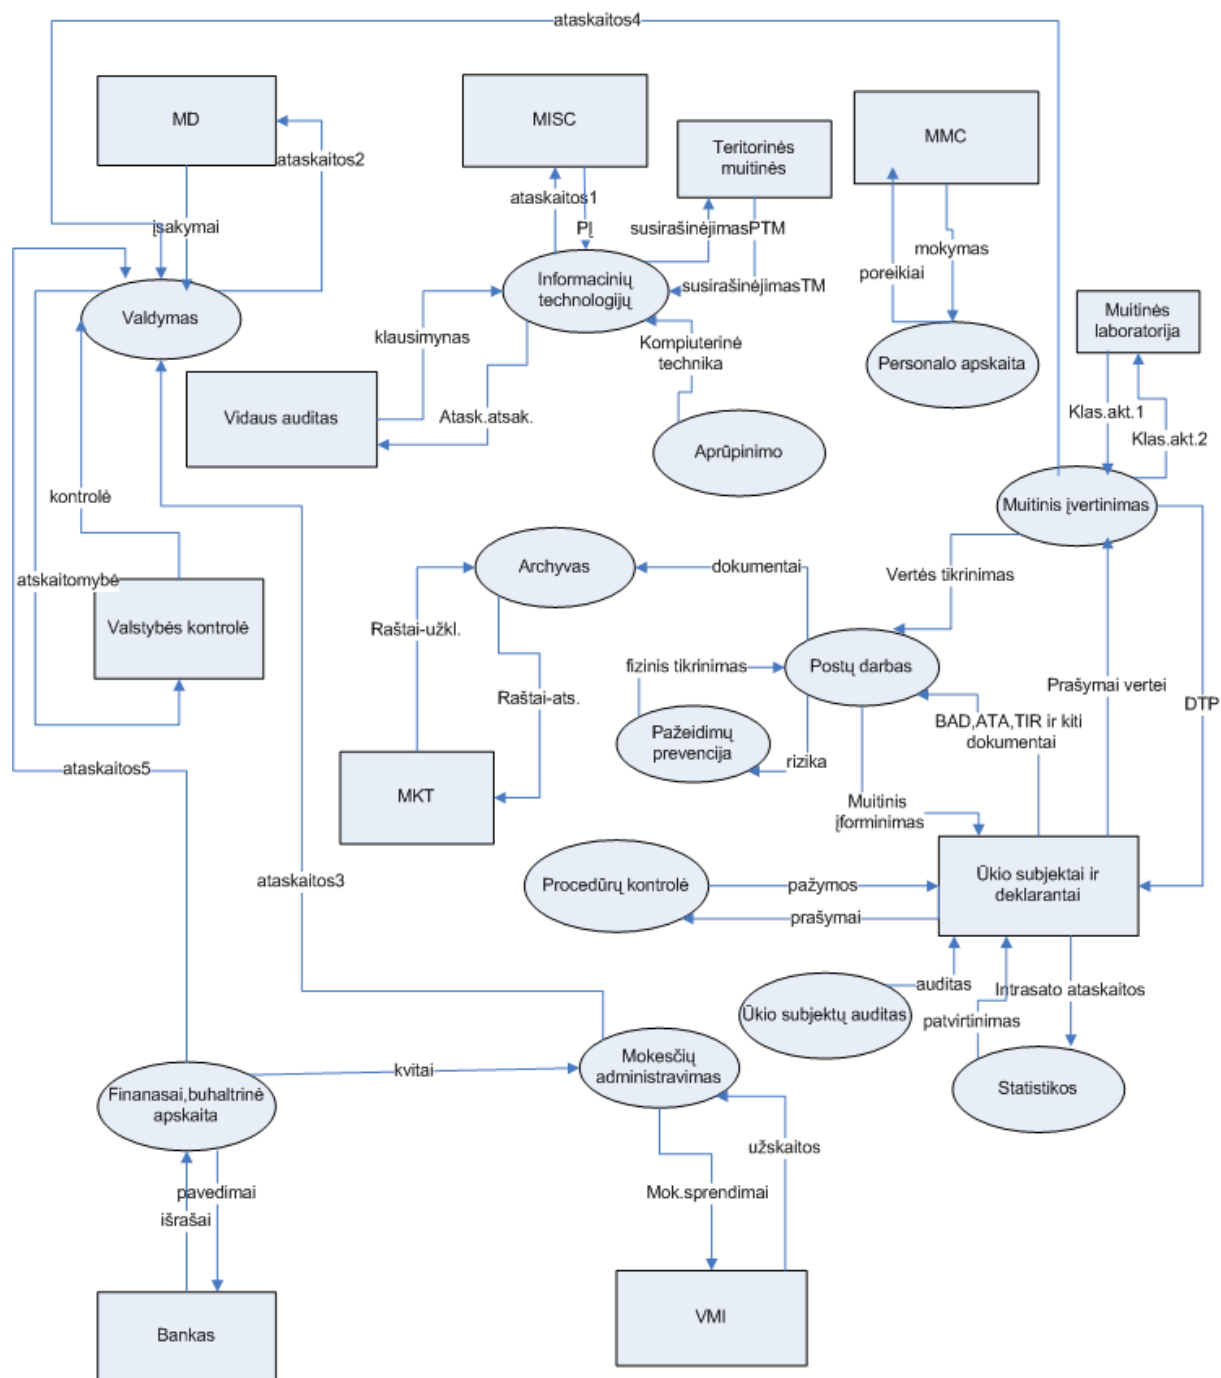 ataskaitos4
MD
MISC
Teritorinės
muitinės
MMC
ataskaitos2
ataskaitos1
įsakymai
PĮ
susirašinėjimasPTM
mokymas
poreikiai
Informacinių
technologijų
susirašinėjimasTM
Valdymas
klausimynas
Kompiuterinė
technika
Muitinės
laboratorija
Personalo apskaita
Vidaus auditas
Atask.atsak.
Aprūpinimo
Klas.akt.1
Klas.akt.2
kontrolė
Muitinis įvertinimas
Archyvas
dokumentai
Vertės tikrinimas
atskaitomybė
Valstybės kontrolė
Raštai-užkl.
fizinis tikrinimas
Postų darbas
Raštai-ats.
Prašymai vertei
DTP
BAD,ATA,TIR ir kiti
dokumentai
Pažeidimų
prevencija
rizika
ataskaitos5
MKT
Muitinis
įforminimas
ataskaitos3
Procedūrų kontrolė
pažymos
prašymai
Ūkio subjektai ir
deklarantai
auditas
Intrasato ataskaitos
Ūkio subjektų auditas
patvirtinimas
kvitai
Mokesčių
administravimas
Statistikos
Finanasai,buhaltrinė
apskaita
užskaitos
pavedimai
Mok.sprendimai
išrašai
Bankas
VMI